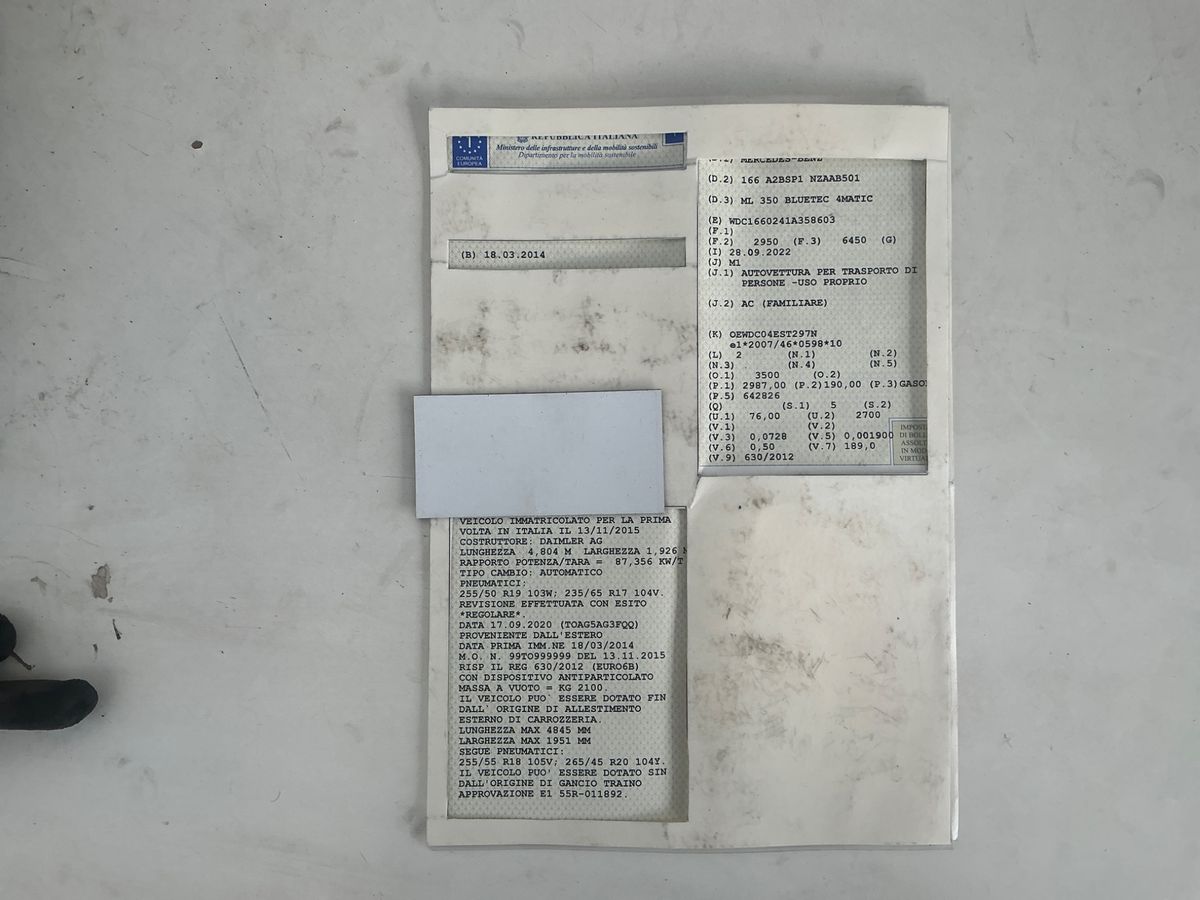 REPUBBLICA ITALIANA
COMUNITÀ
EUROPEA
Ministero delle infrastrutture e della mobilità sostenibili
Dipartimento per la mobilità sostenibile
(B) 18.03.2014
VEICOLO IMMATRICOLATO PER LA PRIMA
VOLTA IN ITALIA IL 13/11/2015
COSTRUTTORE: DAIMLER AG
LUNGHEZZA 4,804 M LARGHEZZA 1,926 M
RAPPORTO POTENZA/TARA = 87,356 KW/T
TIPO CAMBIO: AUTOMATICO
PNEUMATICI:
255/50 R19 103W; 235/65 R17 104V.
REVISIONE EFFETTUATA CON ESITO
*REGOLARE*.
DATA 17.09.2020 (TOAG5AG3FQQ)
PROVENIENTE DALL'ESTERO
DATA PRIMA IMM.NE 18/03/2014
M.O. N. 99TO999999 DEL 13.11.2015
RISP IL REG 630/2012 (EURO6B)
CON DISPOSITIVO ANTIPARTICOLATO
MASSA A VUOTO = KG 2100.
IL VEICOLO PUO` ESSERE DOTATO FIN
DALL` ORIGINE DI ALLESTIMENTO
ESTERNO DI CARROZZERIA.
LUNGHEZZA MAX 4845 MM
LARGHEZZA MAX 1951 MM
SEGUE PNEUMATICI:
255/55 R18 105V; 265/45 R20 104Y.
IL VEICOLO PUO' ESSERE DOTATO SIN
DALL'ORIGINE DI GANCIO TRAINO
APPROVAZIONE E1 55R-011892.
MERCEDES-BENZ
(D.2) 166 A2BSP1 NZAAB501
(D.3) ML 350 BLUETEC 4MATIC
(E) WDC1660241A358603
(F.1)
(F.2) 2950 (F.3) 6450 (G)
(I) 28.09.2022
(J) M1
(J.1) AUTOVETTURA PER TRASPORTO DI
PERSONE -USO PROPRIO
(J.2) AC (FAMILIARE)
(K) OEWDC04EST297N
e1*2007/46*0598*10
(L) 2 (N.1) (N.2)
(N.3) (N.4) (N.5)
(O.1) 3500 (O.2)
(P.1) 2987,00 (P.2)190,00 (P.3)GASO
(P.5) 642826
(Q) (S.1) 5 (S.2)
(U.1) 76,00 (U.2) 2700
(V.1) (V.2)
(V.3) 0,0728 (V.5) 0,001900
(V.6) 0,50 (V.7) 189,0
(V.9) 630/2012
IMPOST
DI BOLL
ASSOLT
IN MOD
VIRTUA